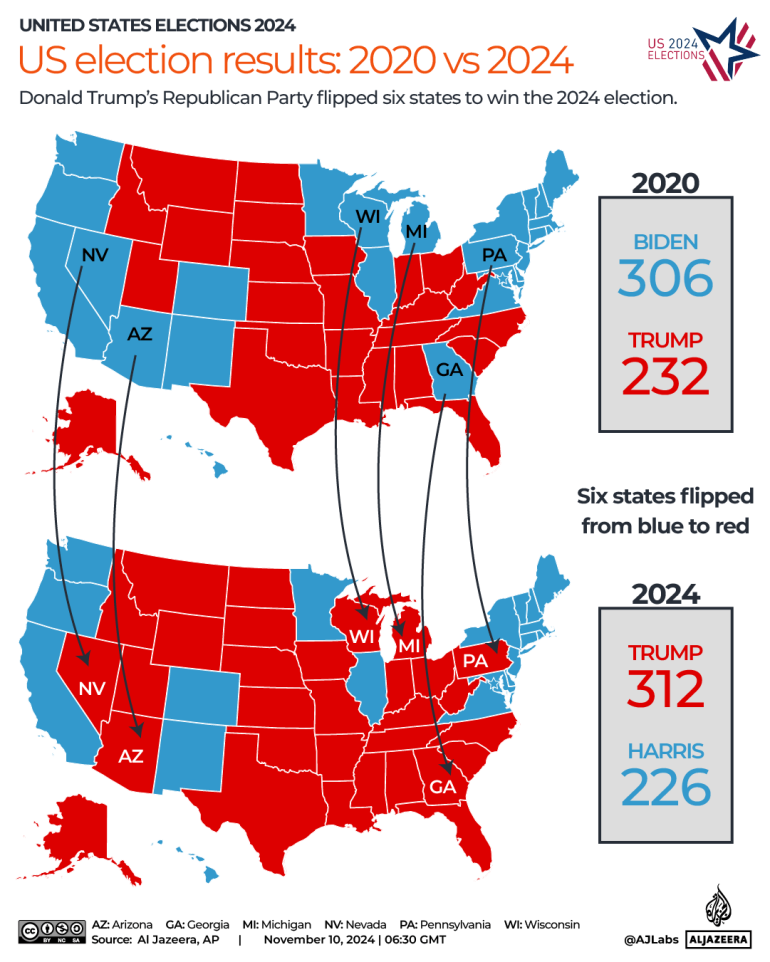 UNITED STATES ELECTIONS 2024
US election results: 2020 vs 2024
Donald Trump's Republican Party flipped six states to win the 2024 election.
US 2024
ELECTIONS
WI
MI
NV
PA
AZ
GA
2020
BIDEN
306
TRUMP
232
Six states flipped
from blue to red
2024
TRUMP
312
HARRIS
226
WI
MI
PA
NV
AZ
GA
CC BY NC SA
AZ: Arizona GA: Georgia MI: Michigan NV: Nevada PA: Pennsylvania WI: Wisconsin
Source: Al Jazeera, AP | November 10, 2024 | 06:30 GMT
@AJLabs ALJAZEERA